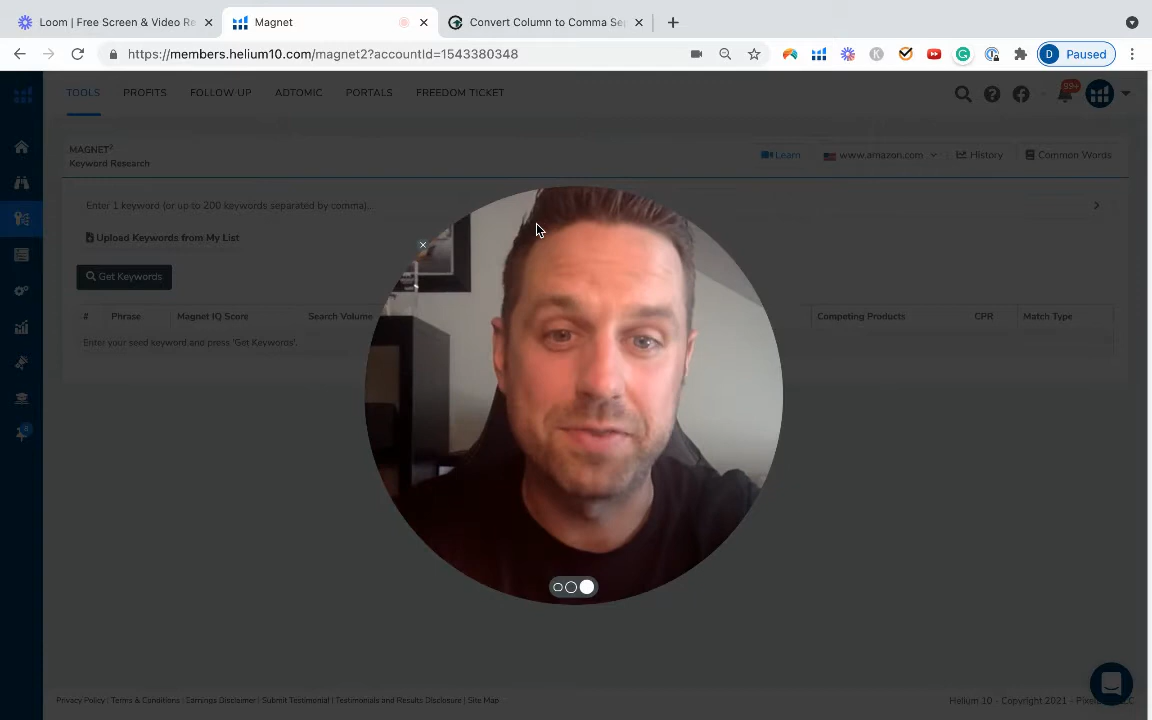 Loom | Free Screen & Video Re
Magnet
Convert Column to Comma Sep
https://members.helium10.com/magnet2?accountId=1543380348
K
D Paused
TOOLS PROFITS FOLLOW UP ADTOMIC PORTALS FREEDOM TICKET
99+
MAGNET2
Keyword Research
Learn www.amazon.com History Common Words
Enter 1 keyword (or up to 200 keywords separated by comma)...
Upload Keywords from My List
Get Keywords
# Phrase Magnet IQ Score Search Volume Competing Products CPR Match Type
Enter your seed keyword and press 'Get Keywords'.
Privacy Policy | Terms & Conditions | Earnings Disclaimer | Submit Testimonial | Testimonials and Results Disclosure | Site Map
Helium 10 - Copyright 2021 -